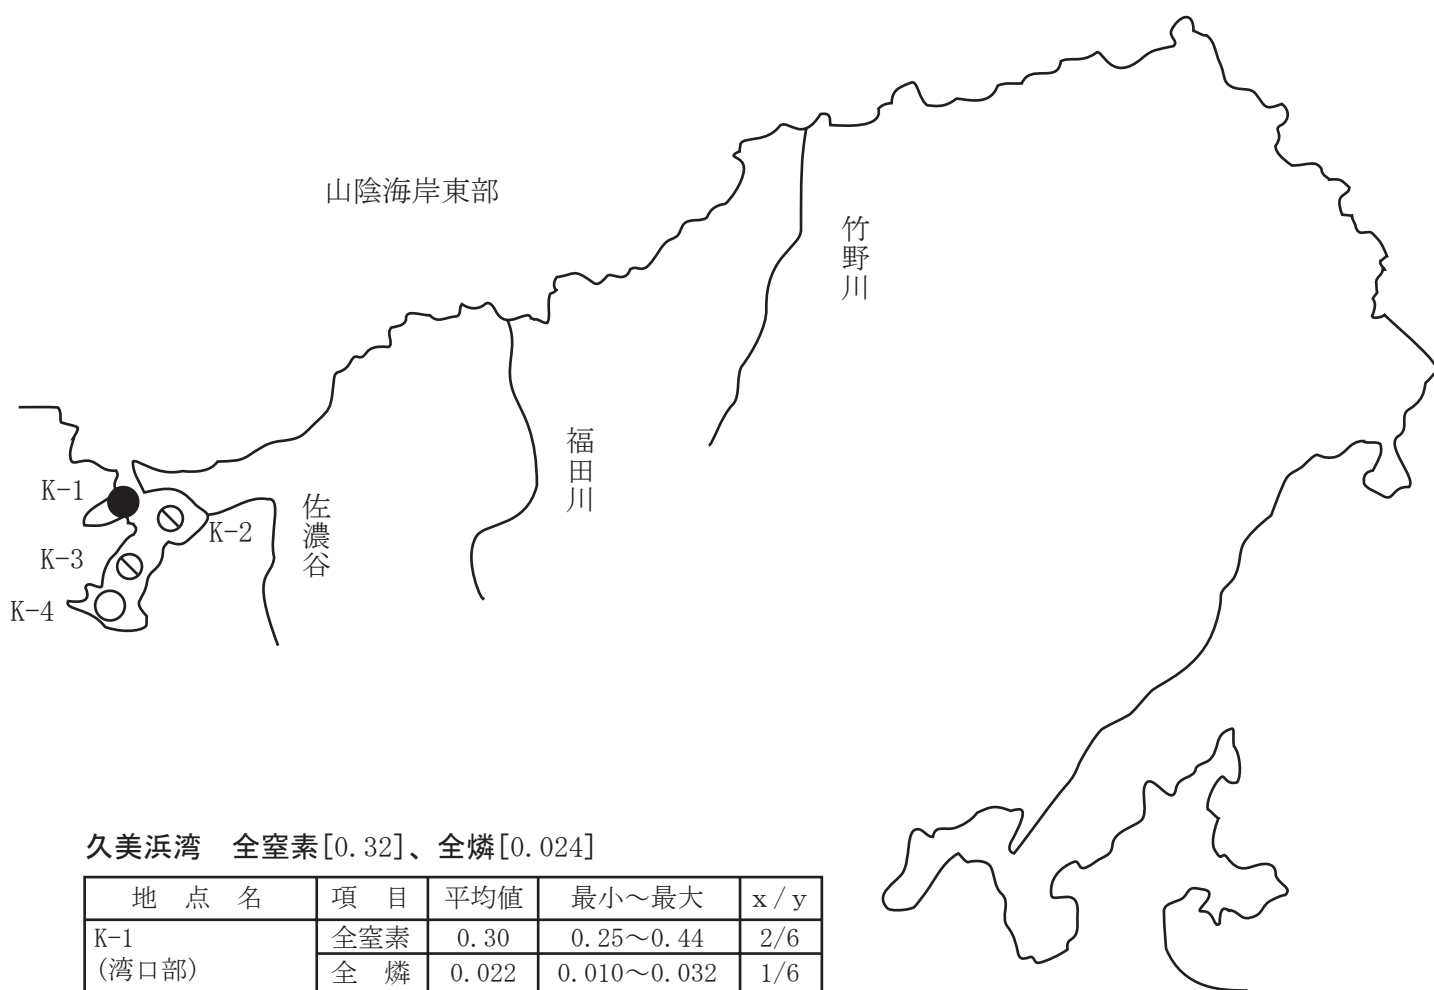 山陰海岸東部
竹野川
福田川
K-1
佐濃谷
K-2
K-3
K-4
久美浜湾　全窒素[0.32]、全燐[0.024]
地　点　名　項　目　平均値　最小～最大　x/y
K-1　全窒素　0.30　0.25～0.44　2/6
(湾口部)　全　燐　0.022　0.010～0.032　1/6